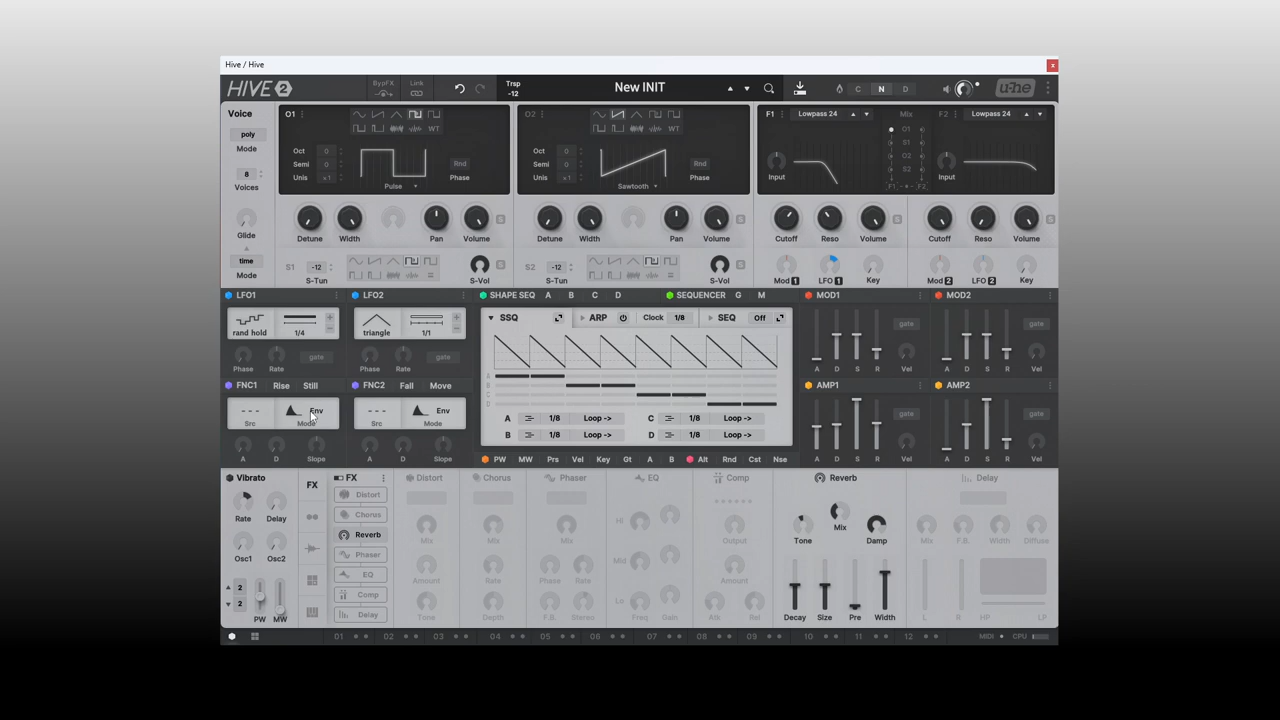 Hive / Hive x
HIVE 2 BypFX Link Trsp -12 New INIT C N D u-he
Voice O1 O2 F1 Lowpass 24 Mix F2 Lowpass 24
WT WT O1
poly S1
Mode Oct 0 Oct 0 O2
Semi 0 Rnd Semi 0 Rnd Input S2 Input
8 Unis ×1 Phase Unis ×1 Phase
Voices Pulse Sawtooth F1 F2
Glide Detune Width Pan Volume S Detune Width Pan Volume S Cutoff Reso Volume S Cutoff Reso Volume S
time S1 -12 S S2 -12 S
Mode S-Tun S-Vol S-Tun S-Vol Mod 1 LFO 1 Key Mod 2 LFO 2 Key
LFO1 LFO2 SHAPE SEQ A B C D SEQUENCER G M MOD1 MOD2
SSQ ARP Clock 1/8 SEQ Off
rand hold 1/4 triangle 1/1 gate gate
Phase Rate gate Phase Rate gate A D S R Vel A D S R Vel
FNC1 Rise Still FNC2 Fall Move A B C D AMP1 AMP2
- - - Env - - - Env gate gate
Src Mode Src Mode A 1/8 Loop -> C 1/8 Loop ->
B 1/8 Loop -> D 1/8 Loop ->
A D Slope A D Slope PW MW Prs Vel Key Gt A B Alt Rnd Cst Nse A D S R Vel A D S R Vel
Vibrato FX FX Distort Chorus Phaser EQ Comp Reverb Delay
Distort
Rate Delay Chorus Hi
Reverb Mix Mix Mix Output Tone Mix Damp Mix F.B. Width Diffuse
Osc1 Osc2 Phaser Mid
EQ Amount Rate Phase Rate Amount
2 Comp Lo
2 Delay Tone Depth F.B. Stereo Freq Gain Atk Rel Decay Size Pre Width L R HP LP
PW MW
01 02 03 04 05 06 07 08 09 10 11 12 MIDI CPU